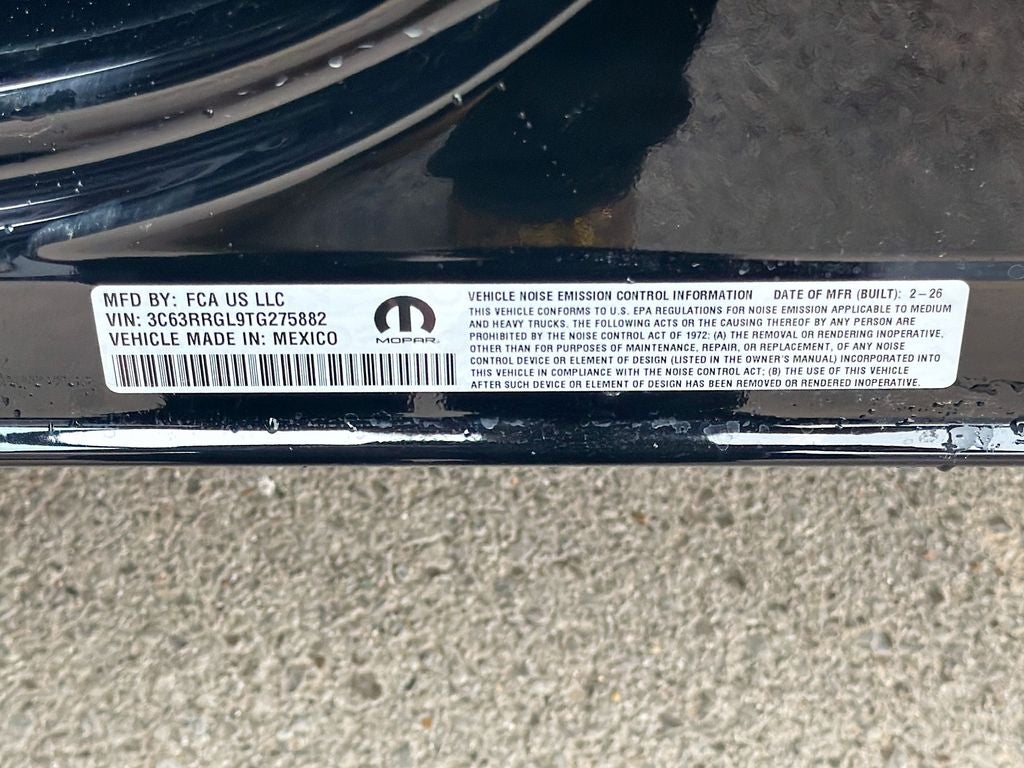 MFD BY: FCA US LLC
VIN: 3C63RRGL9TG275882
VEHICLE MADE IN: MEXICO
MOPAR®
VEHICLE NOISE EMISSION CONTROL INFORMATION DATE OF MFR (BUILT): 2-26
THIS VEHICLE CONFORMS TO U.S. EPA REGULATIONS FOR NOISE EMISSION APPLICABLE TO MEDIUM
AND HEAVY TRUCKS. THE FOLLOWING ACTS OR THE CAUSING THEREOF BY ANY PERSON ARE
PROHIBITED BY THE NOISE CONTROL ACT OF 1972: (A) THE REMOVAL OR RENDERING INOPERATIVE,
OTHER THAN FOR PURPOSES OF MAINTENANCE, REPAIR, OR REPLACEMENT, OF ANY NOISE
CONTROL DEVICE OR ELEMENT OF DESIGN (LISTED IN THE OWNER'S MANUAL) INCORPORATED INTO
THIS VEHICLE IN COMPLIANCE WITH THE NOISE CONTROL ACT; (B) THE USE OF THIS VEHICLE
AFTER SUCH DEVICE OR ELEMENT OF DESIGN HAS BEEN REMOVED OR RENDERED INOPERATIVE.